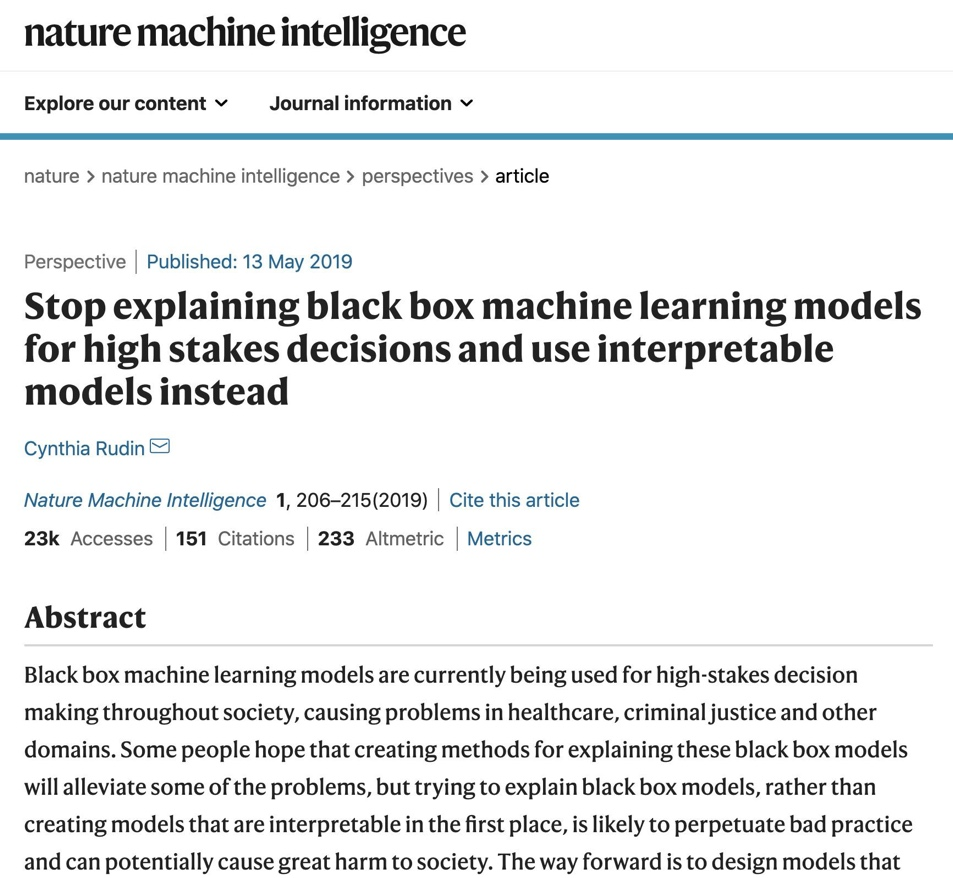 nature machine intelligence
Explore our content Journal information
nature > nature machine intelligence > perspectives > article
Perspective | Published: 13 May 2019
Stop explaining black box machine learning models
for high stakes decisions and use interpretable
models instead
Cynthia Rudin
Nature Machine Intelligence 1, 206–215(2019) | Cite this article
23k Accesses | 151 Citations | 233 Altmetric | Metrics
Abstract
Black box machine learning models are currently being used for high-stakes decision
making throughout society, causing problems in healthcare, criminal justice and other
domains. Some people hope that creating methods for explaining these black box models
will alleviate some of the problems, but trying to explain black box models, rather than
creating models that are interpretable in the first place, is likely to perpetuate bad practice
and can potentially cause great harm to society. The way forward is to design models that